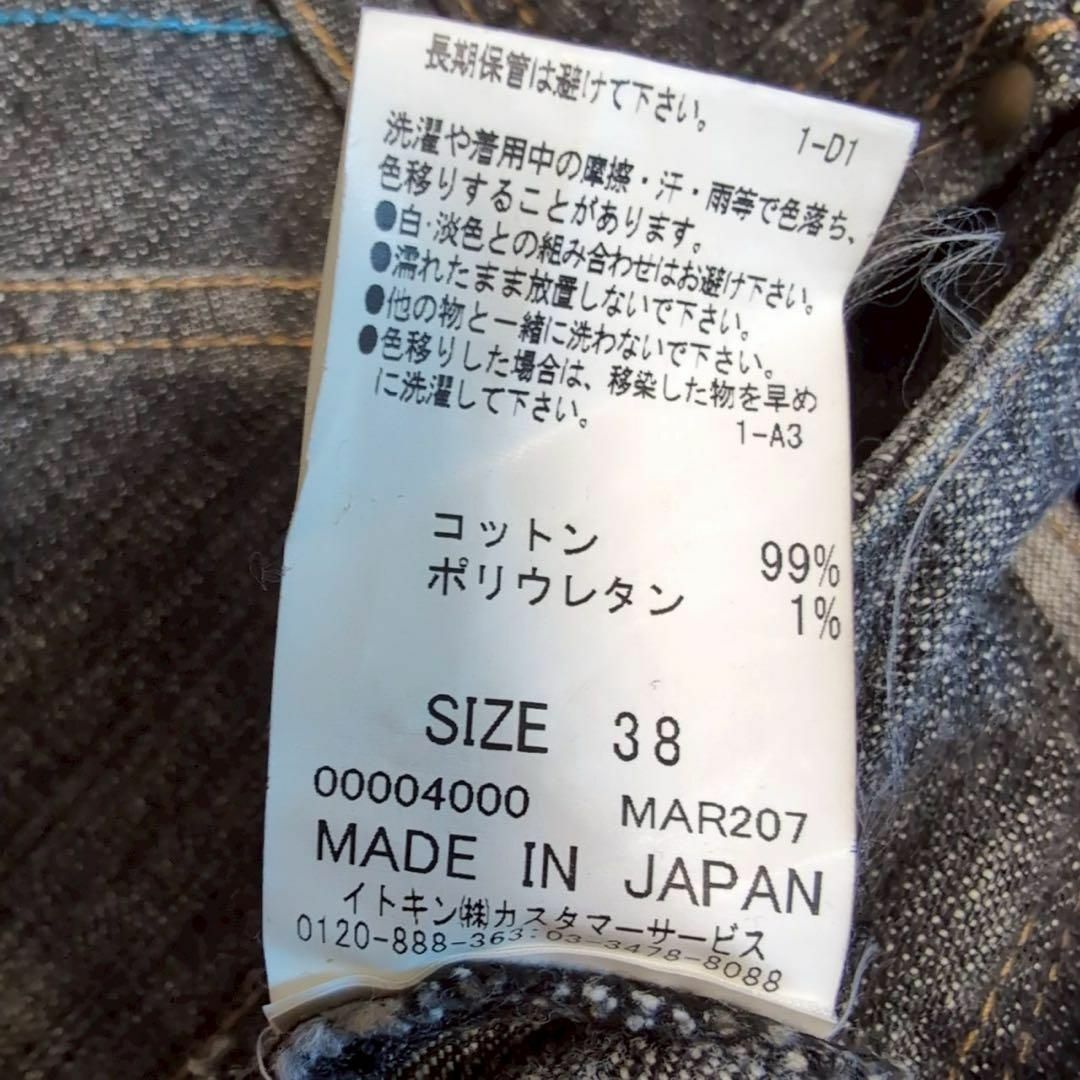 長期保管は避けて下さい。
1-D1
洗濯や着用中の摩擦・汗・雨等で色落ち、
色移りすることがあります。
●白・淡色との組み合わせはお避け下さい。
●濡れたまま放置しないで下さい。
●他の物と一緒に洗わないで下さい。
●色移りした場合は、移染した物を早め
に洗濯して下さい。
1-A3
コットン 99%
ポリウレタン 1%
SIZE 38
00004000 MAR207
MADE IN JAPAN
イトキン㈱カスタマーサービス
0120-888-363:03-3478-8088